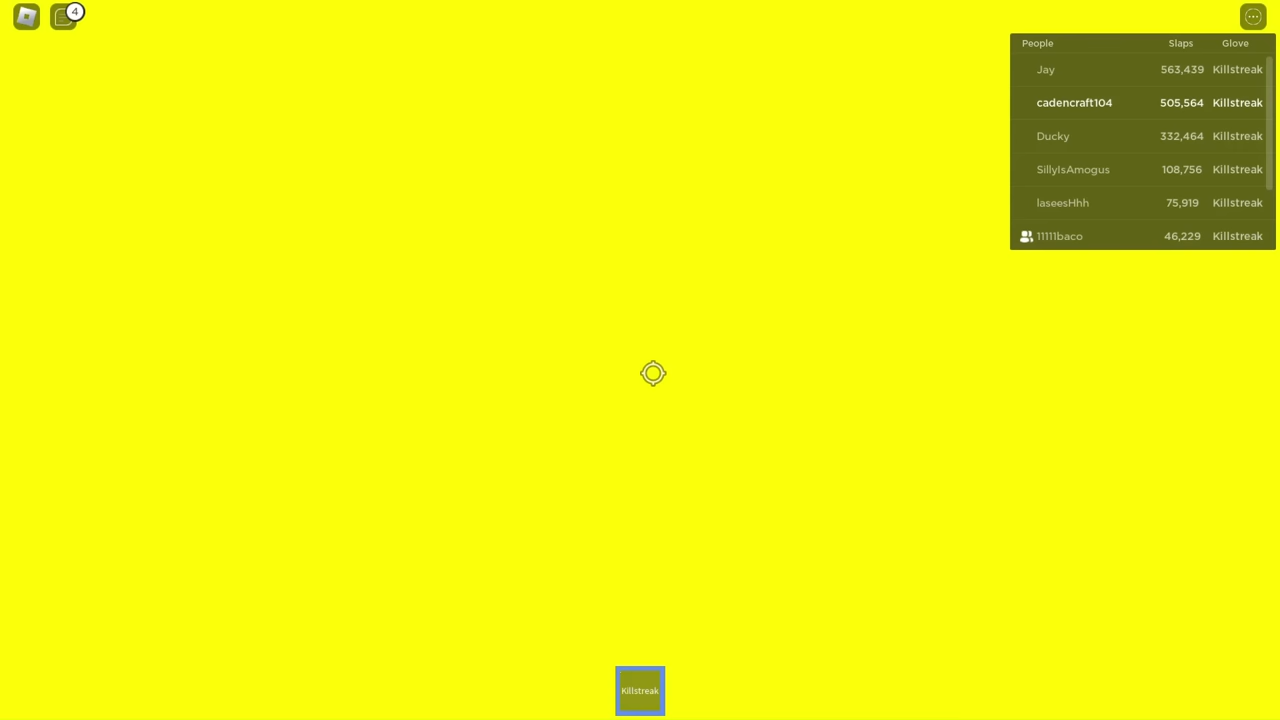 4
People Slaps Glove
Jay 563,439 Killstreak
cadencraft104 505,564 Killstreak
Ducky 332,464 Killstreak
SillyIsAmogus 108,756 Killstreak
laseesHhh 75,919 Killstreak
11111baco 46,229 Killstreak
Killstreak